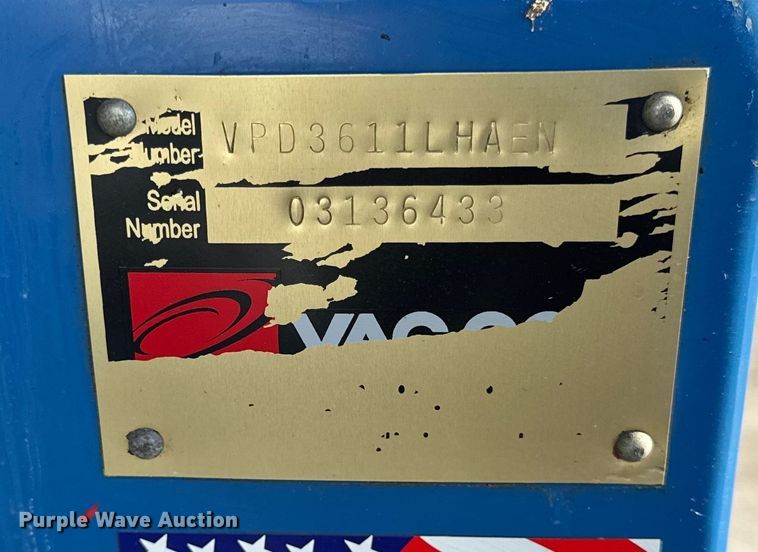 Model VPD3611LHAEN
Number
Serial 03136433
Number
Purple Wave Auction